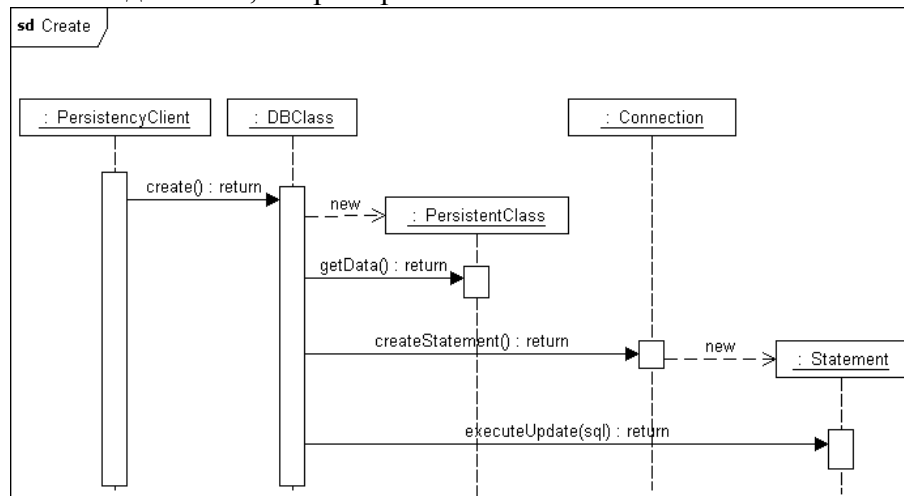 sd Create
: PersistencyClient
: DBClass
: Connection
create() : return
new
: PersistentClass
getData() : return
createStatement() : return
new
: Statement
executeUpdate(sql) : return